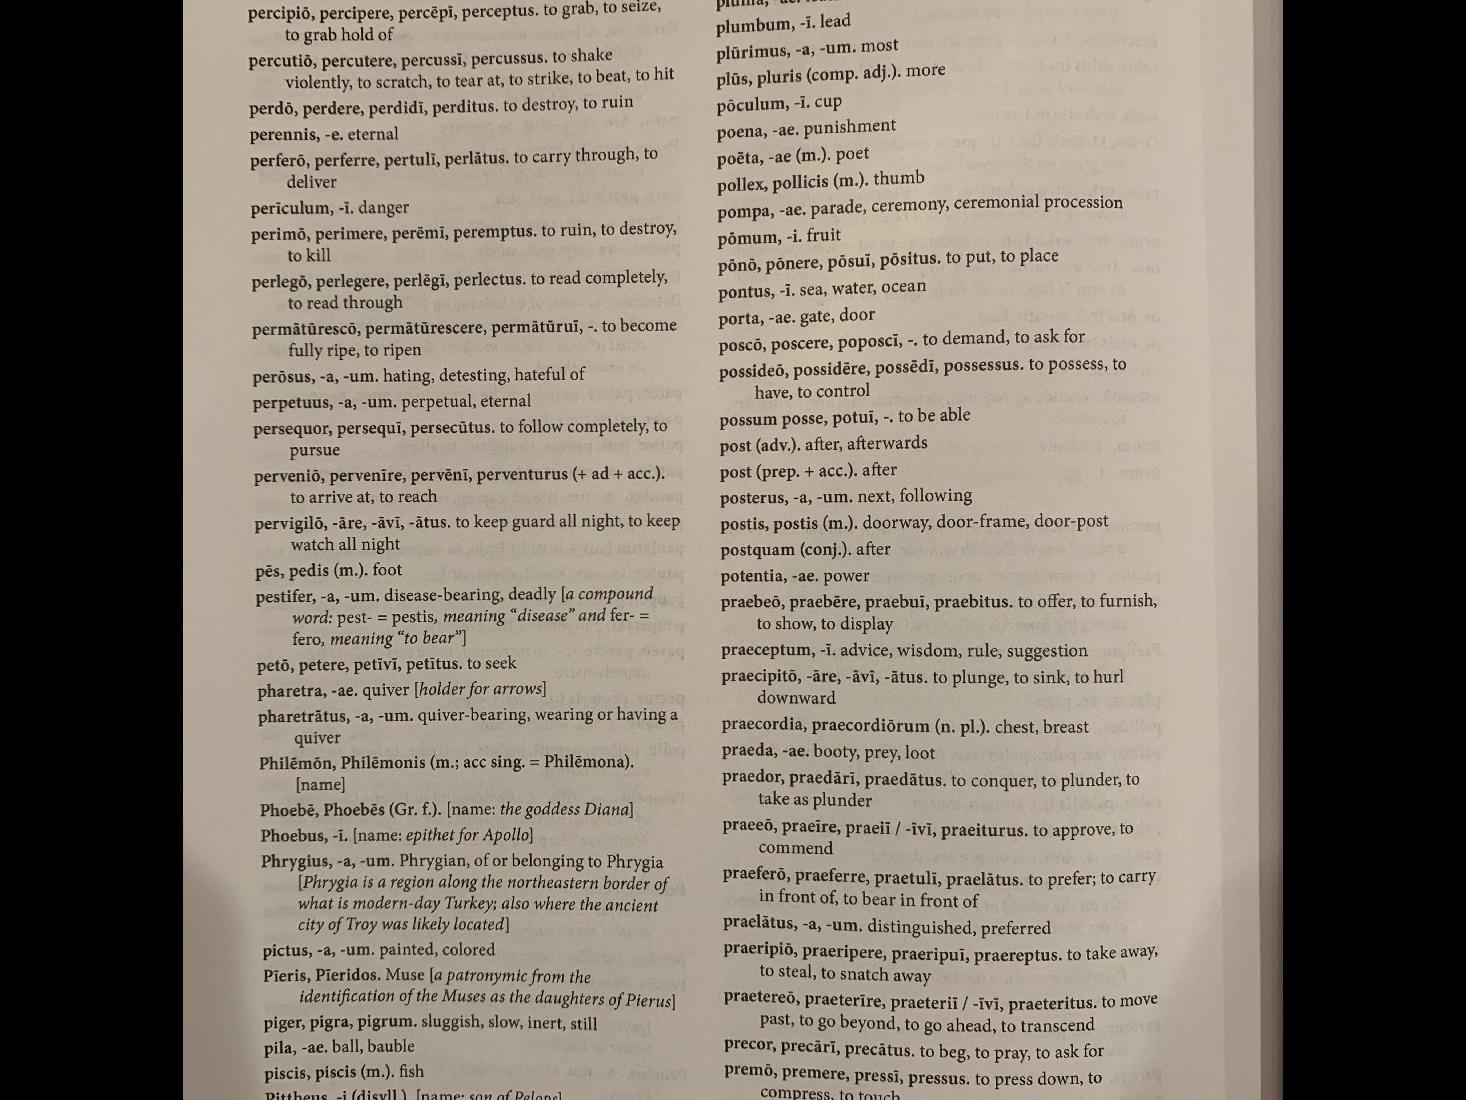 percipiō, percipere, percēpī, perceptus. to grab, to seize,
to grab hold of
percutiō, percutere, percussī, percussus. to shake
violently, to scratch, to tear at, to strike, to beat, to hit
perdō, perdere, perdidī, perditus. to destroy, to ruin
perennis, -e. eternal
perferō, perferre, pertulī, perlātus. to carry through, to
deliver
perīculum, -ī. danger
perimō, perimere, perēmī, peremptus. to ruin, to destroy,
to kill
perlegō, perlegere, perlēgī, perlectus. to read completely,
to read through
permātūrescō, permātūrescere, permātūruī, -. to become
fully ripe, to ripen
perōsus, -a, -um. hating, detesting, hateful of
perpetuus, -a, -um. perpetual, eternal
persequor, persequī, persecūtus. to follow completely, to
pursue
perveniō, pervenīre, pervēnī, perventurus (+ ad + acc.).
to arrive at, to reach
pervigilō, -āre, -āvī, -ātus. to keep guard all night, to keep
watch all night
pēs, pedis (m.). foot
pestifer, -a, -um. disease-bearing, deadly [a compound
word: pest- = pestis, meaning “disease” and fer- =
fero, meaning “to bear”]
petō, petere, petīvī, petītus. to seek
pharetra, -ae. quiver [holder for arrows]
pharetrātus, -a, -um. quiver-bearing, wearing or having a
quiver
Philēmōn, Philēmonis (m.; acc sing. = Philēmona).
[name]
Phoebē, Phoebēs (Gr. f.). [name: the goddess Diana]
Phoebus, -ī. [name: epithet for Apollo]
Phrygius, -a, -um. Phrygian, of or belonging to Phrygia
[Phrygia is a region along the northeastern border of
what is modern-day Turkey; also where the ancient
city of Troy was likely located]
pictus, -a, -um. painted, colored
Pīeris, Pīeridos. Muse [a patronymic from the
identification of the Muses as the daughters of Pierus]
piger, pigra, pigrum. sluggish, slow, inert, still
pila, -ae. ball, bauble
piscis, piscis (m.). fish
Pittheus, -i (disyll.). [name: son of Pelops]
plumbum, -ī. lead
plūrimus, -a, -um. most
plūs, pluris (comp. adj.). more
pōculum, -ī. cup
poena, -ae. punishment
poēta, -ae (m.). poet
pollex, pollicis (m.). thumb
pompa, -ae. parade, ceremony, ceremonial procession
pōmum, -i. fruit
pōnō, pōnere, pōsuī, pōsitus. to put, to place
pontus, -ī. sea, water, ocean
porta, -ae. gate, door
poscō, poscere, poposcī, -. to demand, to ask for
possideō, possidēre, possēdī, possessus. to possess, to
have, to control
possum posse, potuī, -. to be able
post (adv.). after, afterwards
post (prep. + acc.). after
posterus, -a, -um. next, following
postis, postis (m.). doorway, door-frame, door-post
postquam (conj.). after
potentia, -ae. power
praebeō, praebēre, praebuī, praebitus. to offer, to furnish,
to show, to display
praeceptum, -ī. advice, wisdom, rule, suggestion
praecipitō, -āre, -āvī, -ātus. to plunge, to sink, to hurl
downward
praecordia, praecordiōrum (n. pl.). chest, breast
praeda, -ae. booty, prey, loot
praedor, praedārī, praedātus. to conquer, to plunder, to
take as plunder
praeeō, praeīre, praeiī / -īvī, praeiturus. to approve, to
commend
praeferō, praeferre, praetulī, praelātus. to prefer; to carry
in front of, to bear in front of
praelātus, -a, -um. distinguished, preferred
praeripiō, praeripere, praeripuī, praereptus. to take away,
to steal, to snatch away
praetereō, praeterīre, praeteriī / -īvī, praeteritus. to move
past, to go beyond, to go ahead, to transcend
precor, precārī, precātus. to beg, to pray, to ask for
premō, premere, pressī, pressus. to press down, to
compress, to touch